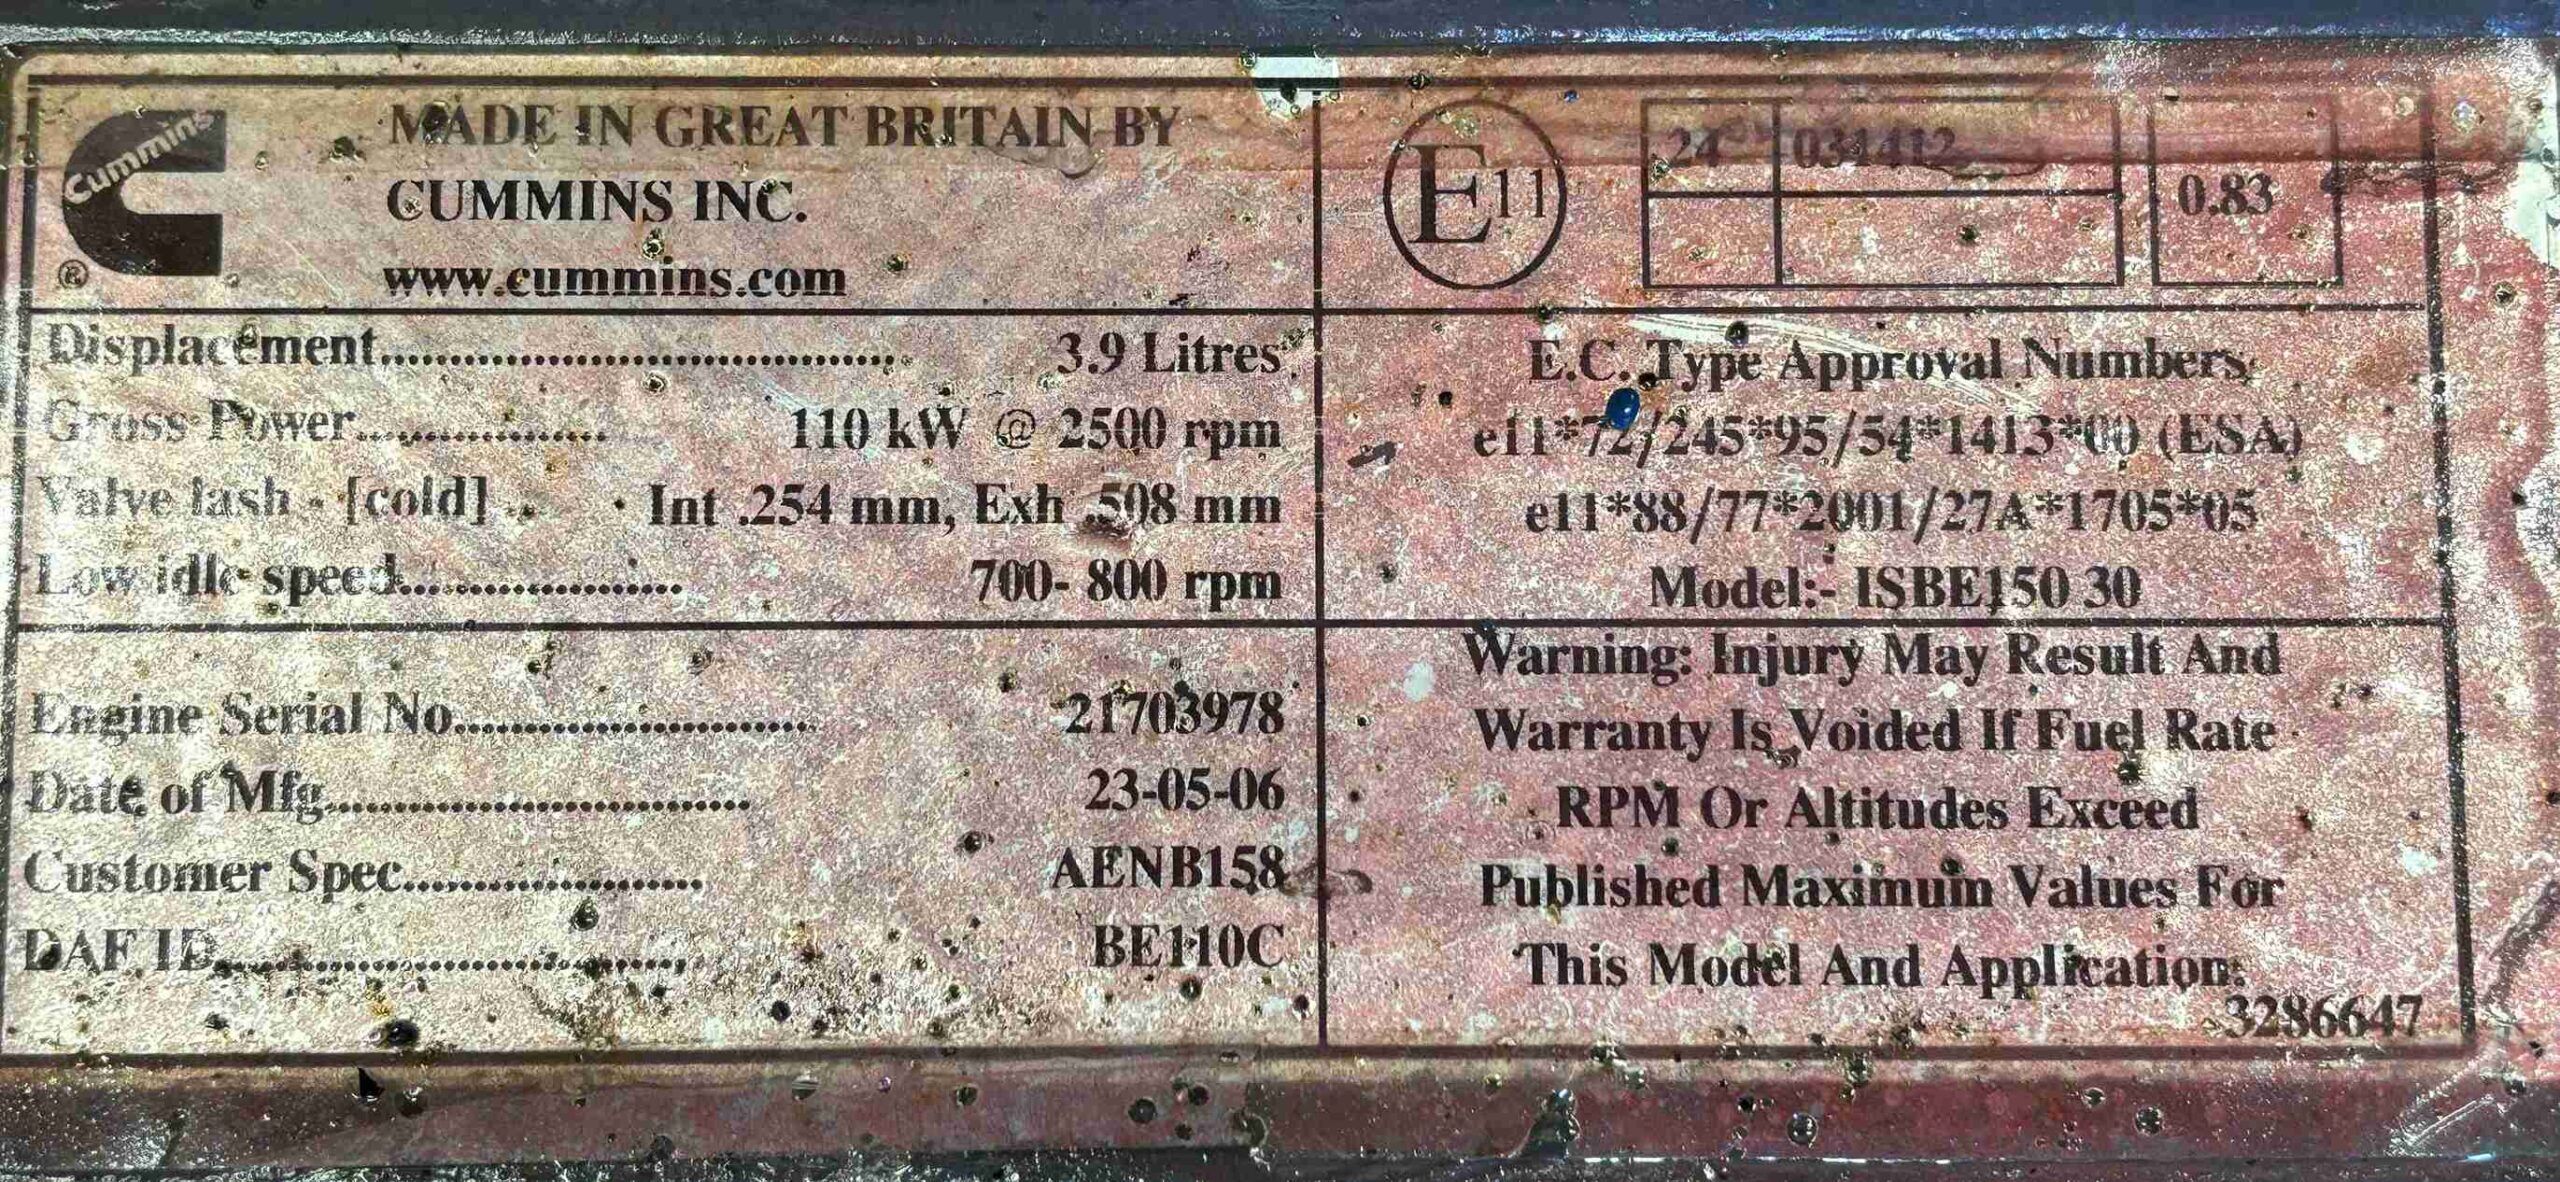 Cummins
®
MADE IN GREAT BRITAIN BY
CUMMINS INC.
www.cummins.com
E11
24 031412
0.83
Displacement 3.9 Litres
Gross Power 110 kW @ 2500 rpm
Valve lash - [cold] Int .254 mm, Exh .508 mm
Low idle speed 700- 800 rpm
E.C. Type Approval Numbers
e11*72/245*95/54*1413*00 (ESA)
e11*88/77*2001/27A*1705*05
Model:- ISBE150 30
Engine Serial No. 21703978
Date of Mfg. 23-05-06
Customer Spec. AENB158
DAF ID BE110C
Warning: Injury May Result And
Warranty Is Voided If Fuel Rate
RPM Or Altitudes Exceed
Published Maximum Values For
This Model And Application.
3286647